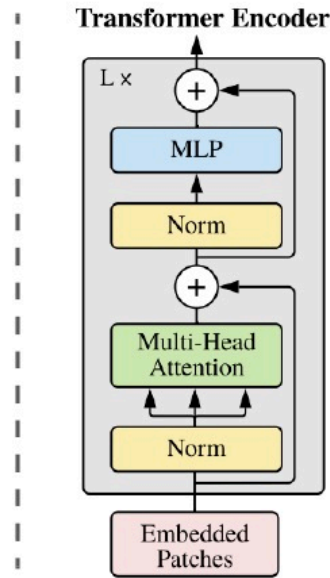 Transformer Encoder
L ×
+
MLP
Norm
+
Multi-Head
Attention
Norm
Embedded
Patches